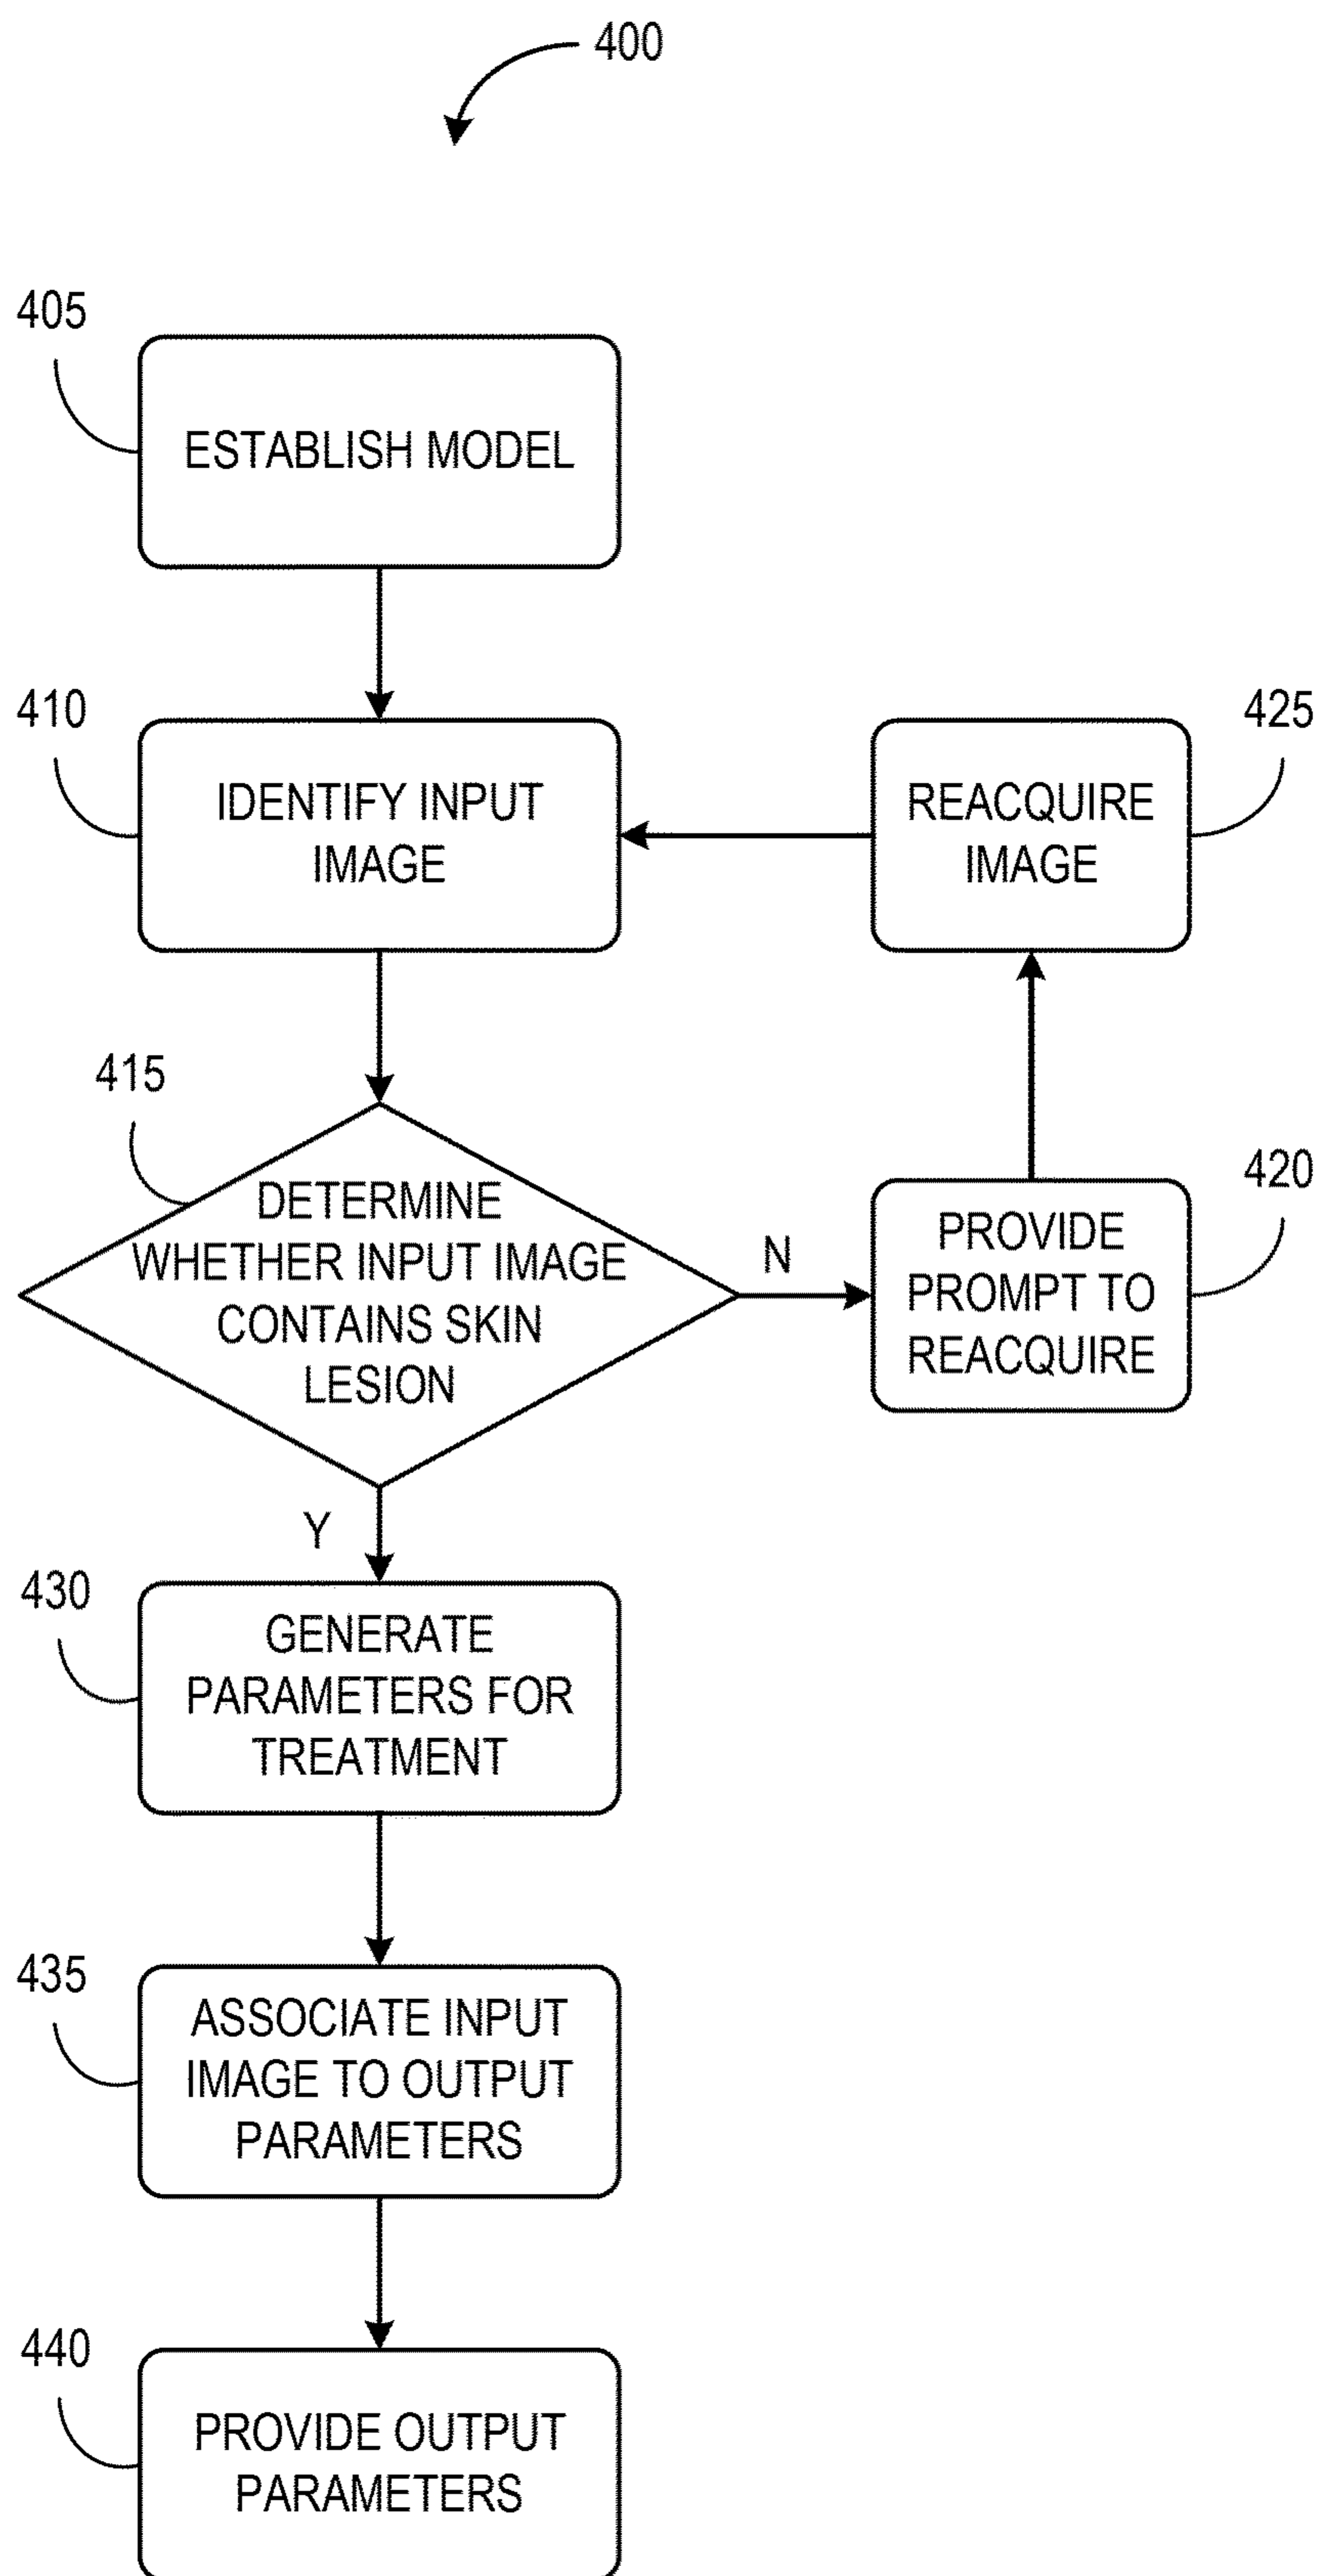 400
405
ESTABLISH MODEL
410
IDENTIFY INPUT
IMAGE
425
REACQUIRE
IMAGE
415
DETERMINE
WHETHER INPUT IMAGE
CONTAINS SKIN
LESION
N
420
PROVIDE
PROMPT TO
REACQUIRE
Y
430
GENERATE
PARAMETERS FOR
TREATMENT
435
ASSOCIATE INPUT
IMAGE TO OUTPUT
PARAMETERS
440
PROVIDE OUTPUT
PARAMETERS